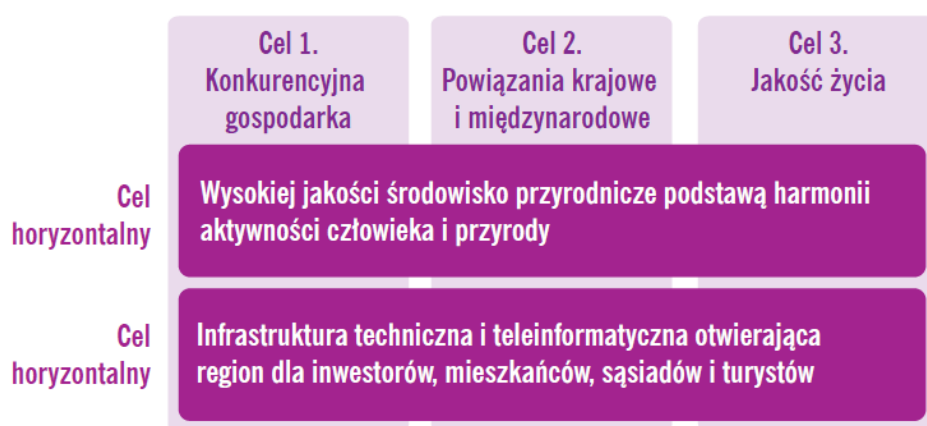 Cel 1.
Konkurencyjna
gospodarka
Cel 2.
Powiązania krajowe
i międzynarodowe
Cel 3.
Jakość życia
Cel
horyzontalny
Wysokiej jakości środowisko przyrodnicze podstawą harmonii
aktywności człowieka i przyrody
Cel
horyzontalny
Infrastruktura techniczna i teleinformatyczna otwierająca
region dla inwestorów, mieszkańców, sąsiadów i turystów